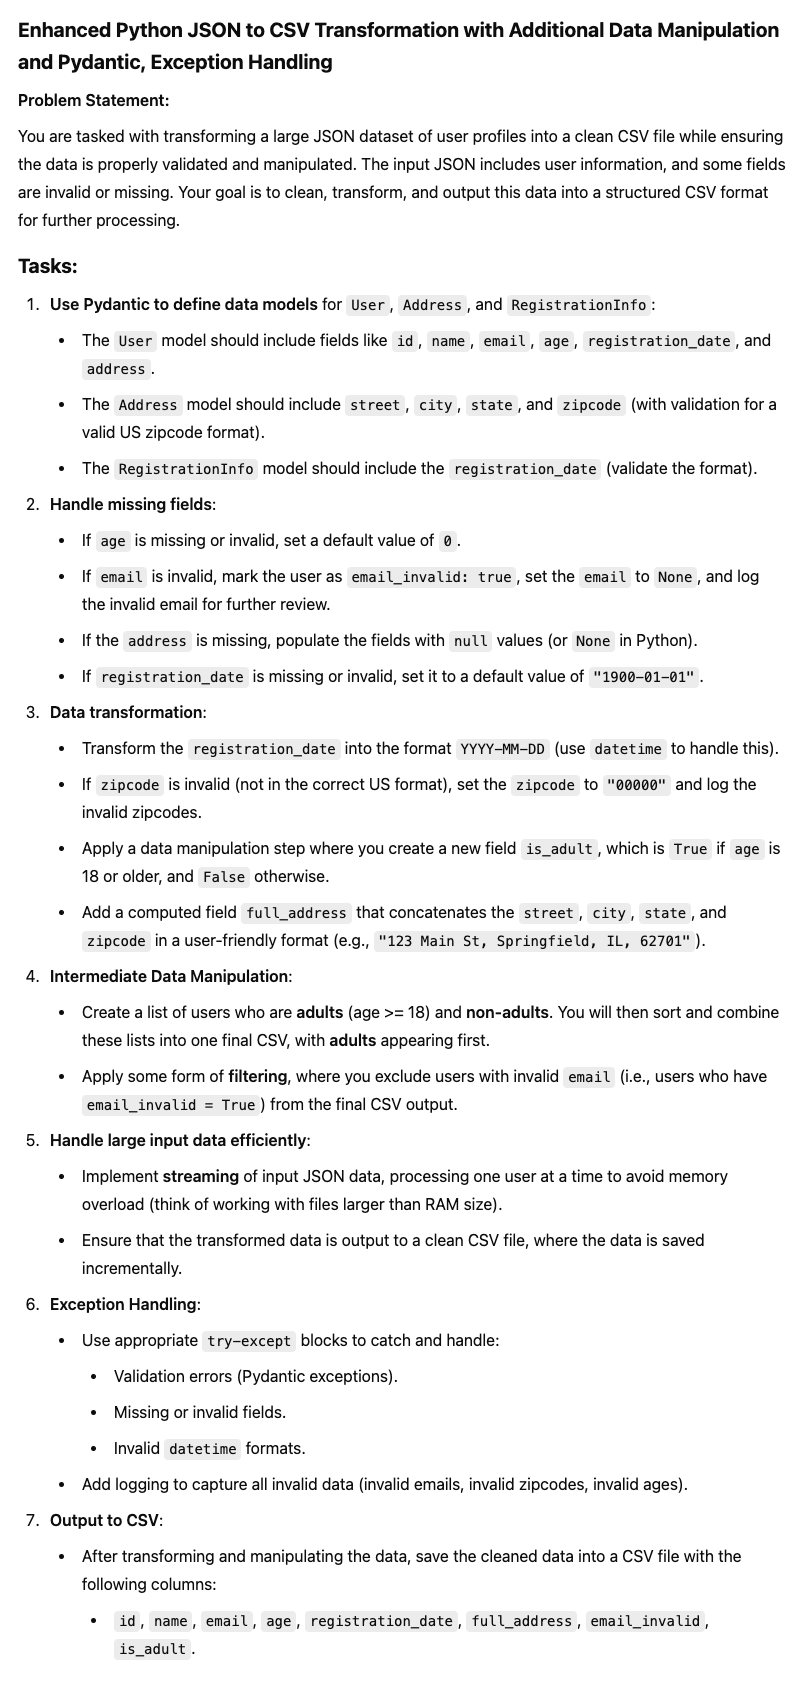 Enhanced Python JSON to CSV Transformation with Additional Data Manipulation
and Pydantic, Exception Handling
Problem Statement:
You are tasked with transforming a large JSON dataset of user profiles into a clean CSV file while ensuring
the data is properly validated and manipulated. The input JSON includes user information, and some fields
are invalid or missing. Your goal is to clean, transform, and output this data into a structured CSV format
for further processing.
Tasks:
1. Use Pydantic to define data models for User, Address, and RegistrationInfo:
• The User model should include fields like id, name, email, age, registration_date, and
address.
• The Address model should include street, city, state, and zipcode (with validation for a
valid US zipcode format).
• The RegistrationInfo model should include the registration_date (validate the format).
2. Handle missing fields:
• If age is missing or invalid, set a default value of 0.
• If email is invalid, mark the user as email_invalid: true, set the email to None, and log
the invalid email for further review.
• If the address is missing, populate the fields with null values (or None in Python).
• If registration_date is missing or invalid, set it to a default value of "1900-01-01".
3. Data transformation:
• Transform the registration_date into the format YYYY-MM-DD (use datetime to handle this).
• If zipcode is invalid (not in the correct US format), set the zipcode to "00000" and log the
invalid zipcodes.
• Apply a data manipulation step where you create a new field is_adult, which is True if age is
18 or older, and False otherwise.
• Add a computed field full_address that concatenates the street, city, state, and
zipcode in a user-friendly format (e.g., "123 Main St, Springfield, IL, 62701").
4. Intermediate Data Manipulation:
• Create a list of users who are adults (age >= 18) and non-adults. You will then sort and combine
these lists into one final CSV, with adults appearing first.
• Apply some form of filtering, where you exclude users with invalid email (i.e., users who have
email_invalid = True) from the final CSV output.
5. Handle large input data efficiently:
• Implement streaming of input JSON data, processing one user at a time to avoid memory
overload (think of working with files larger than RAM size).
• Ensure that the transformed data is output to a clean CSV file, where the data is saved
incrementally.
6. Exception Handling:
• Use appropriate try-except blocks to catch and handle:
• Validation errors (Pydantic exceptions).
• Missing or invalid fields.
• Invalid datetime formats.
• Add logging to capture all invalid data (invalid emails, invalid zipcodes, invalid ages).
7. Output to CSV:
• After transforming and manipulating the data, save the cleaned data into a CSV file with the
following columns:
• id, name, email, age, registration_date, full_address, email_invalid,
is_adult.